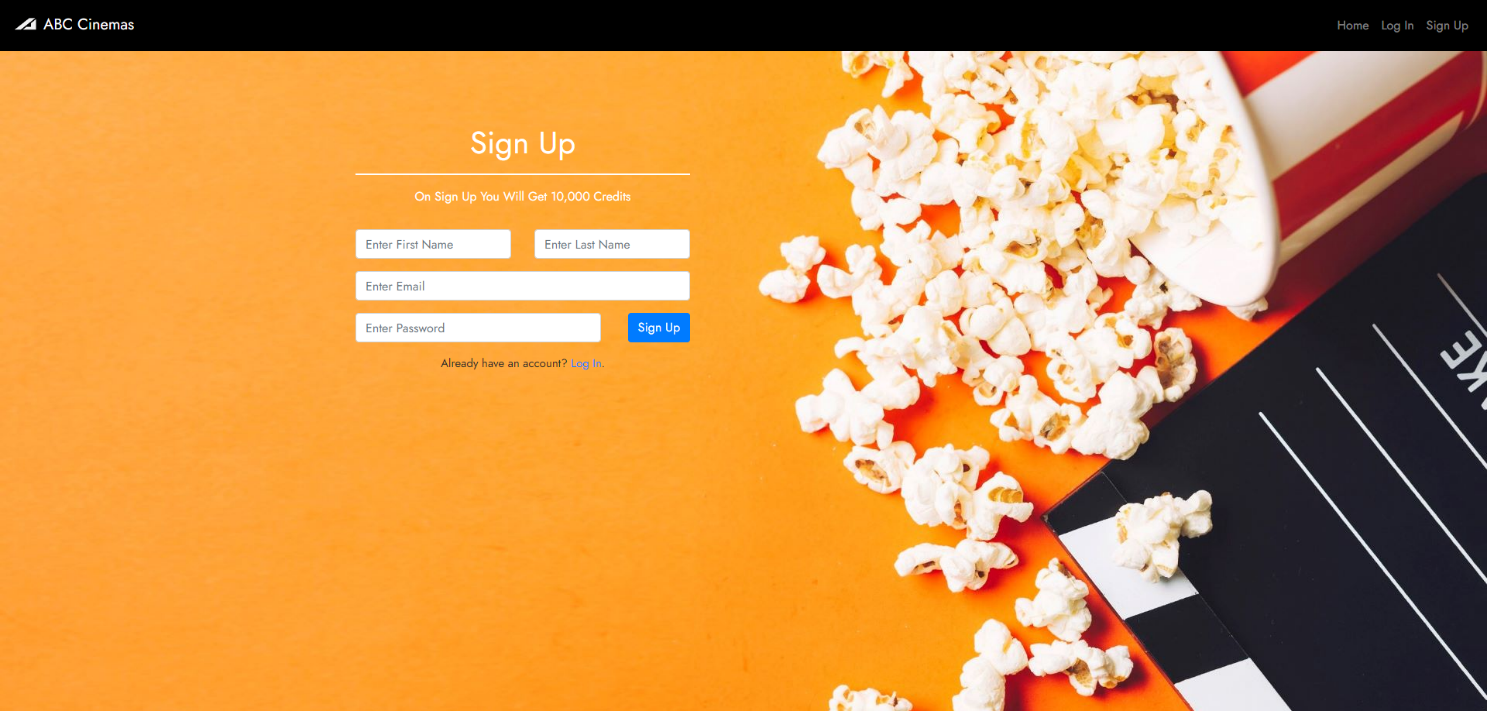 ABC Cinemas
Home Log In Sign Up
Sign Up
On Sign Up You Will Get 10,000 Credits
Enter First Name Enter Last Name
Enter Email
Enter Password Sign Up
Already have an account? Log In.